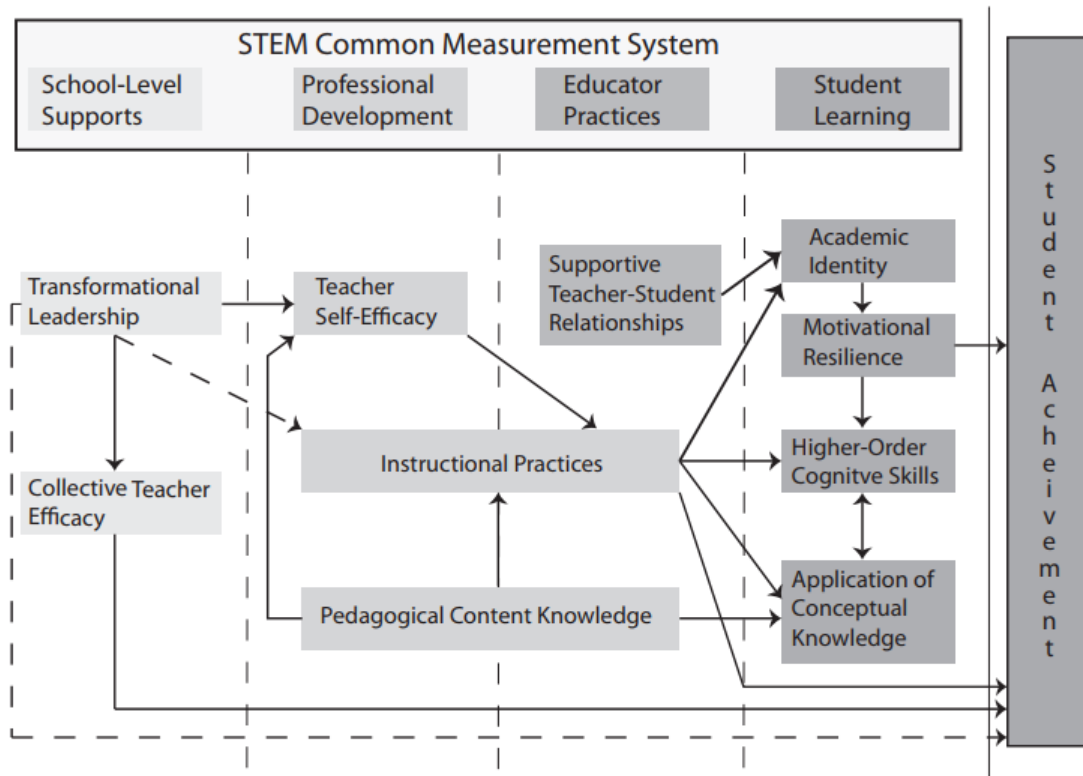 STEM Common Measurement System
School-Level
Supports
Professional
Development
Educator
Practices
Student
Learning
Transformational
Leadership
Teacher
Self-Efficacy
Supportive
Teacher-Student
Relationships
Academic
Identity
Motivational
Resilience
Instructional Practices
Higher-Order
Cognitve Skills
Collective Teacher
Efficacy
Pedagogical Content Knowledge
Application of
Conceptual
Knowledge
Student Acheivement